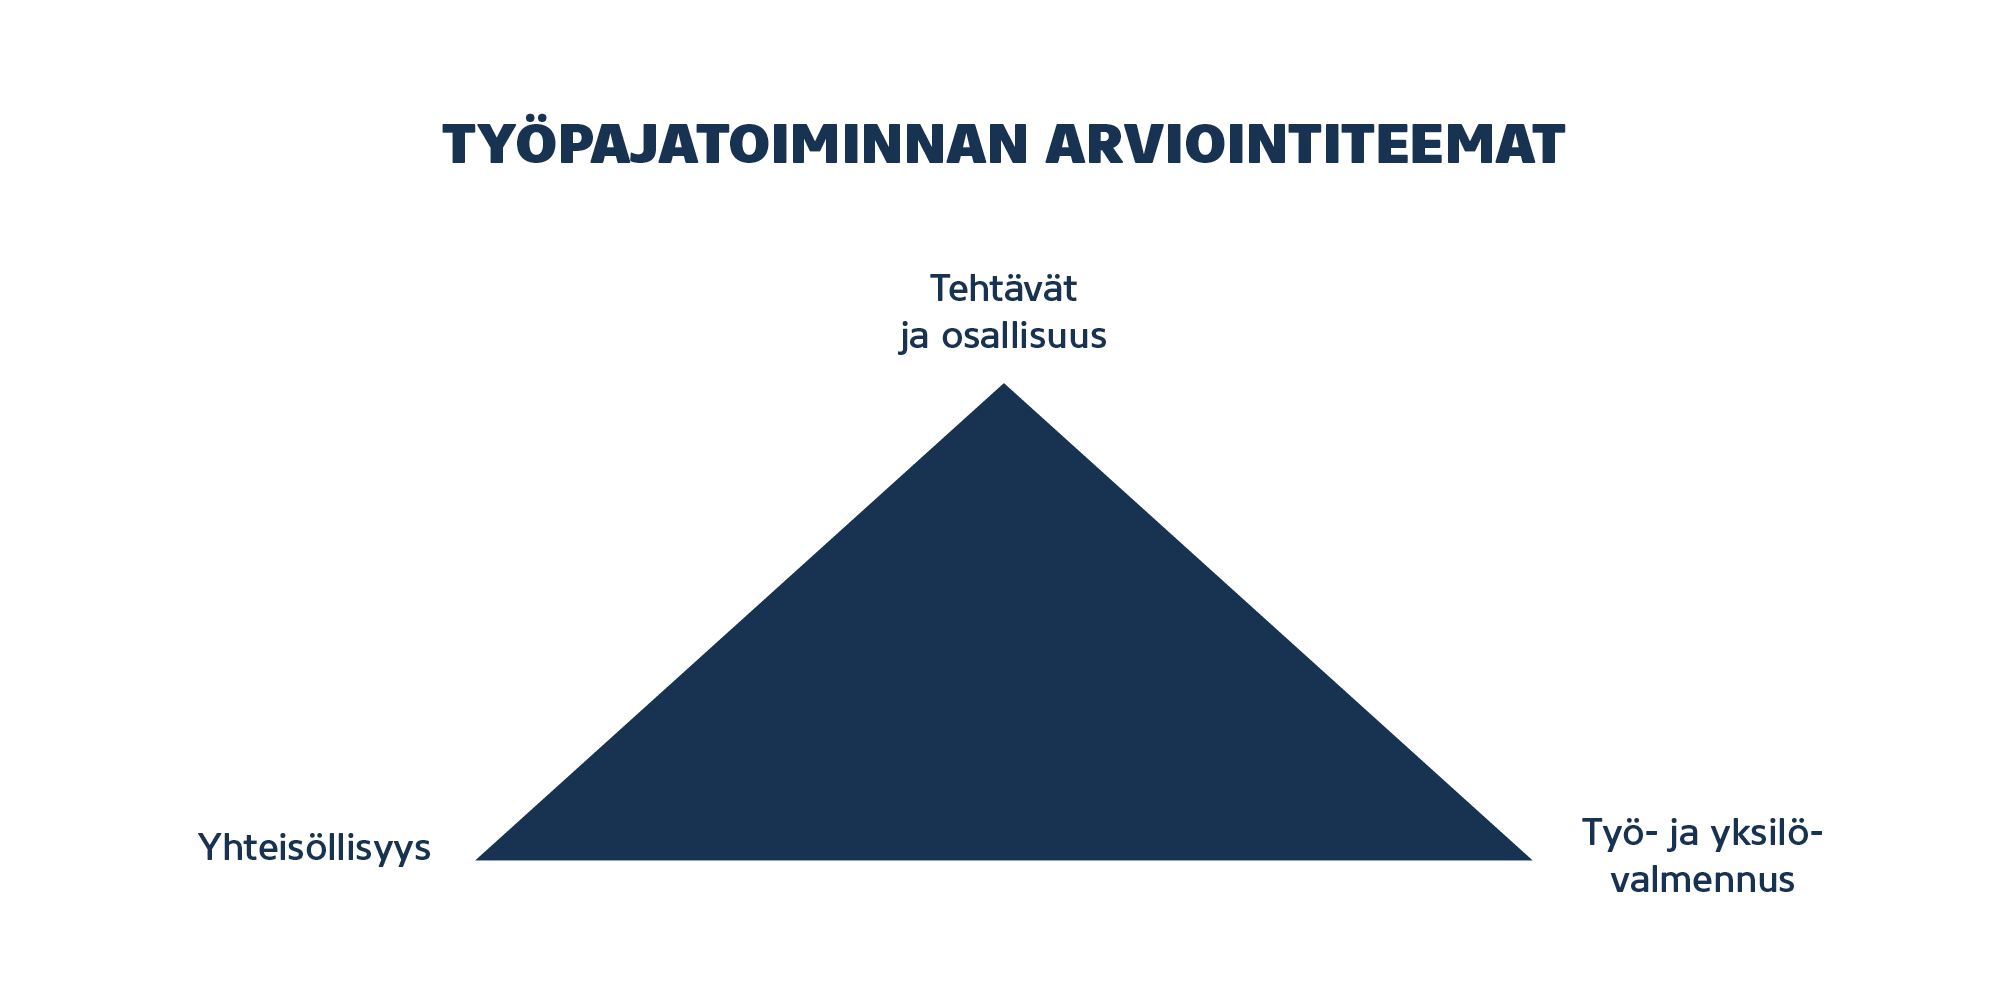 TYÖPAJATOIMINNAN ARVIOINTITEEMAT
Tehtävät
ja osallisuus
Yhteisöllisyys
Työ- ja yksilö-
valmennus